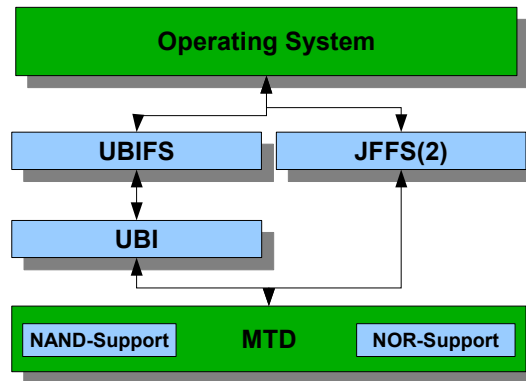 Operating System
UBIFS
JFFS(2)
UBI
NAND-Support
MTD
NOR-Support